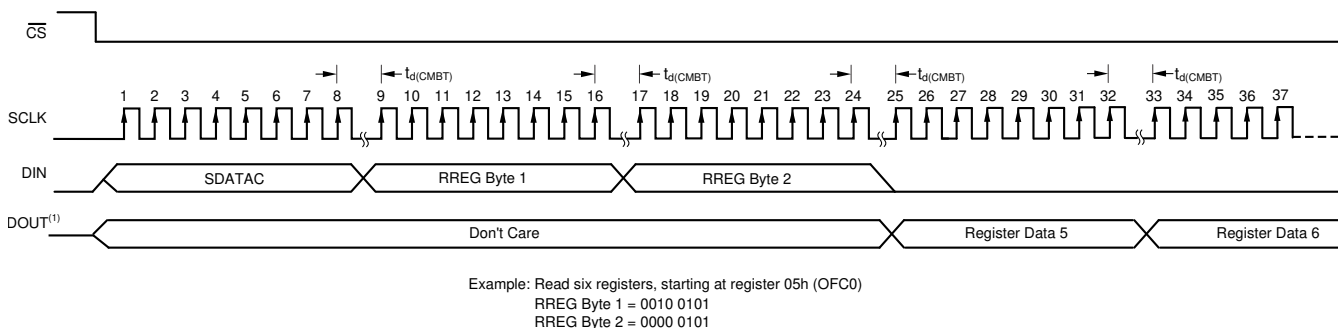 CS
td(CMBT) td(CMBT) td(CMBT) td(CMBT)
1 2 3 4 5 6 7 8 9 10 11 12 13 14 15 16 17 18 19 20 21 22 23 24 25 26 27 28 29 30 31 32 33 34 35 36 37
SCLK
DIN SDATAC RREG Byte 1 RREG Byte 2
DOUT(1) Don't Care Register Data 5 Register Data 6
Example: Read six registers, starting at register 05h (OFC0)
RREG Byte 1 = 0010 0101
RREG Byte 2 = 0000 0101